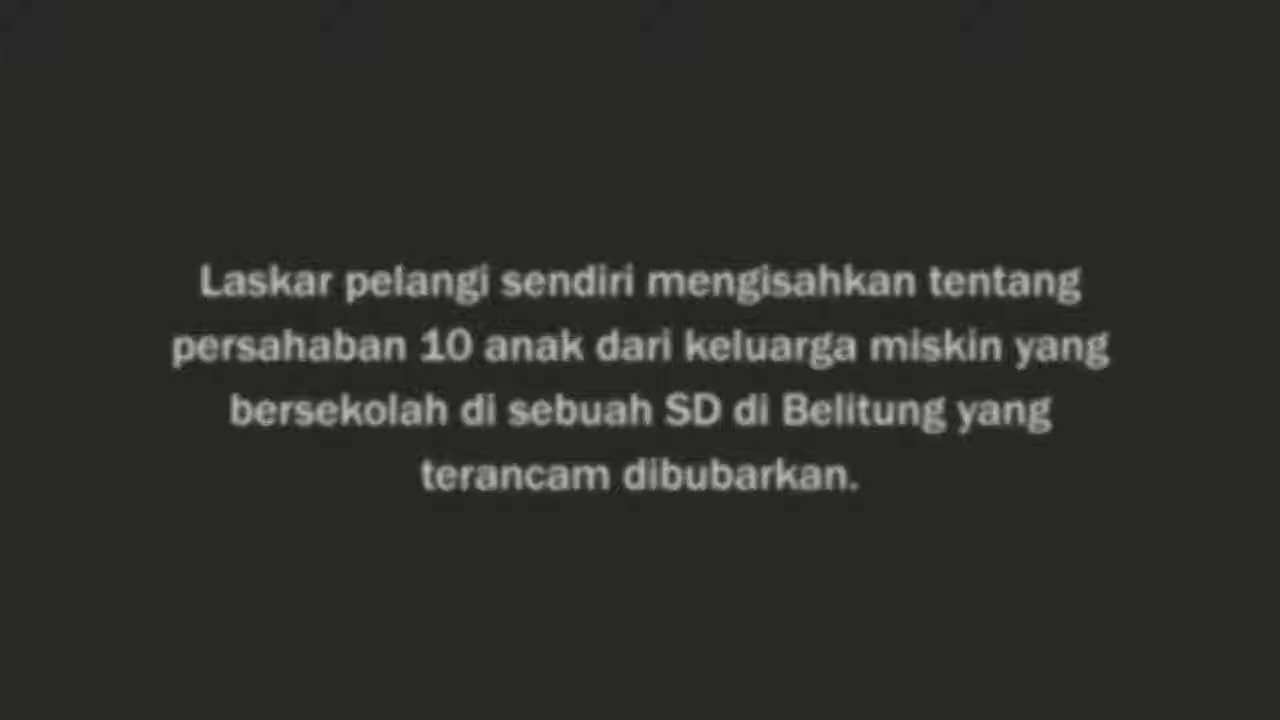 Laskar pelangi sendiri mengisahkan tentang
persahaban 10 anak dari keluarga miskin yang
bersekolah di sebuah SD di Belitung yang
terancam dibubarkan.